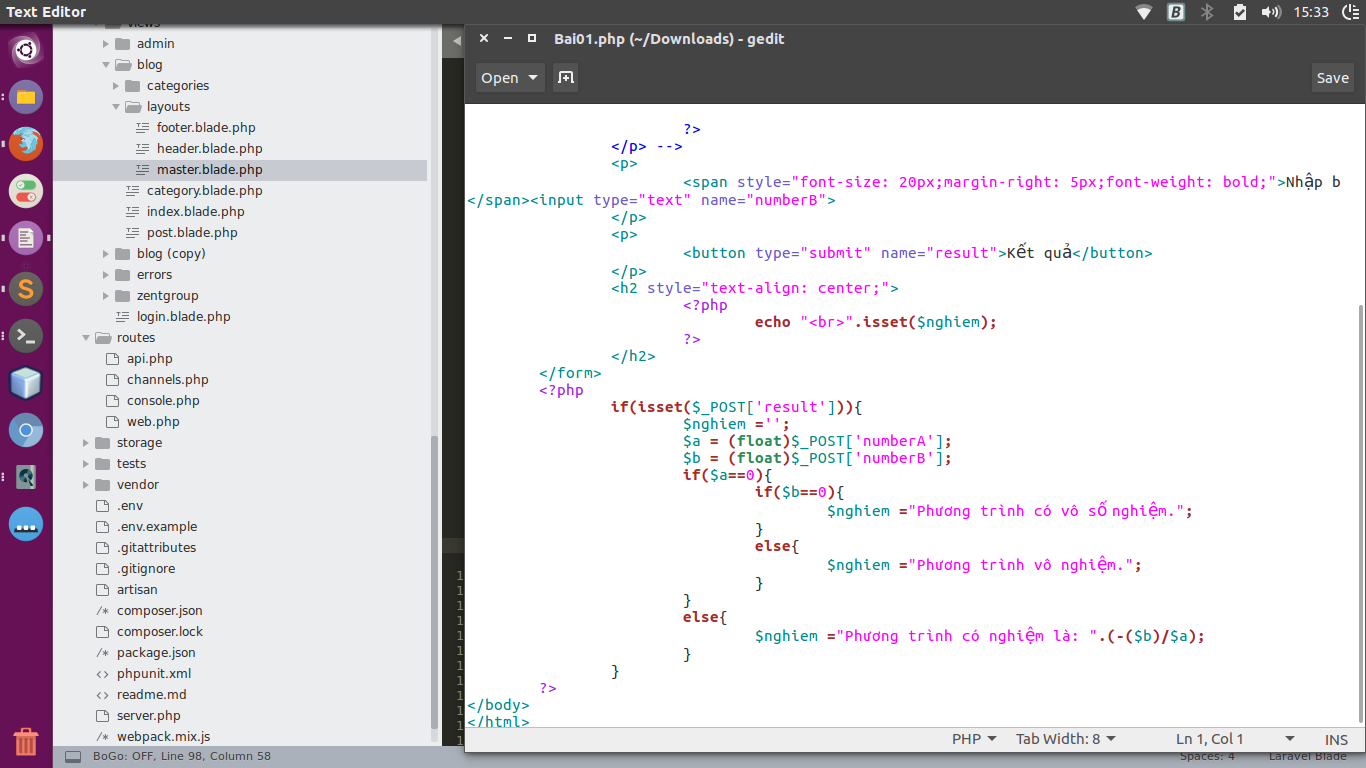 Text Editor
15:33
views
admin
blog
categories
layouts
footer.blade.php
header.blade.php
master.blade.php
category.blade.php
index.blade.php
post.blade.php
blog (copy)
errors
zentgroup
login.blade.php
routes
api.php
channels.php
console.php
web.php
storage
tests
vendor
.env
.env.example
.gitattributes
.gitignore
artisan
composer.json
composer.lock
package.json
phpunit.xml
readme.md
server.php
webpack.mix.js
BoGo: OFF, Line 98, Column 58
Bai01.php (~/Downloads) - gedit
Open
Save
?>
</p> -->
<p>
<span style="font-size: 20px;margin-right: 5px;font-weight: bold;">Nhập b
</span><input type="text" name="numberB">
</p>
<p>
<button type="submit" name="result">Kết quả</button>
</p>
<h2 style="text-align: center;">
<?php
echo "<br>".isset($nghiem);
?>
</h2>
</form>
<?php
if(isset($_POST['result'])){
$nghiem ='';
$a = (float)$_POST['numberA'];
$b = (float)$_POST['numberB'];
if($a==0){
if($b==0){
$nghiem ="Phương trình có vô số nghiệm.";
}
else{
$nghiem ="Phương trình vô nghiệm.";
}
}
else{
$nghiem ="Phương trình có nghiệm là: ".(-($b)/$a);
}
}
?>
</body>
</html>
PHP Tab Width: 8 Ln 1, Col 1 INS
Spaces: 4 Laravel Blade